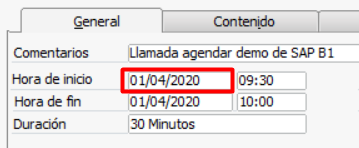 General Contenido
Comentarios Llamada agendar demo de SAP B1
Hora de inicio 01/04/2020 09:30
Hora de fin 01/04/2020 10:00
Duración 30 Minutos